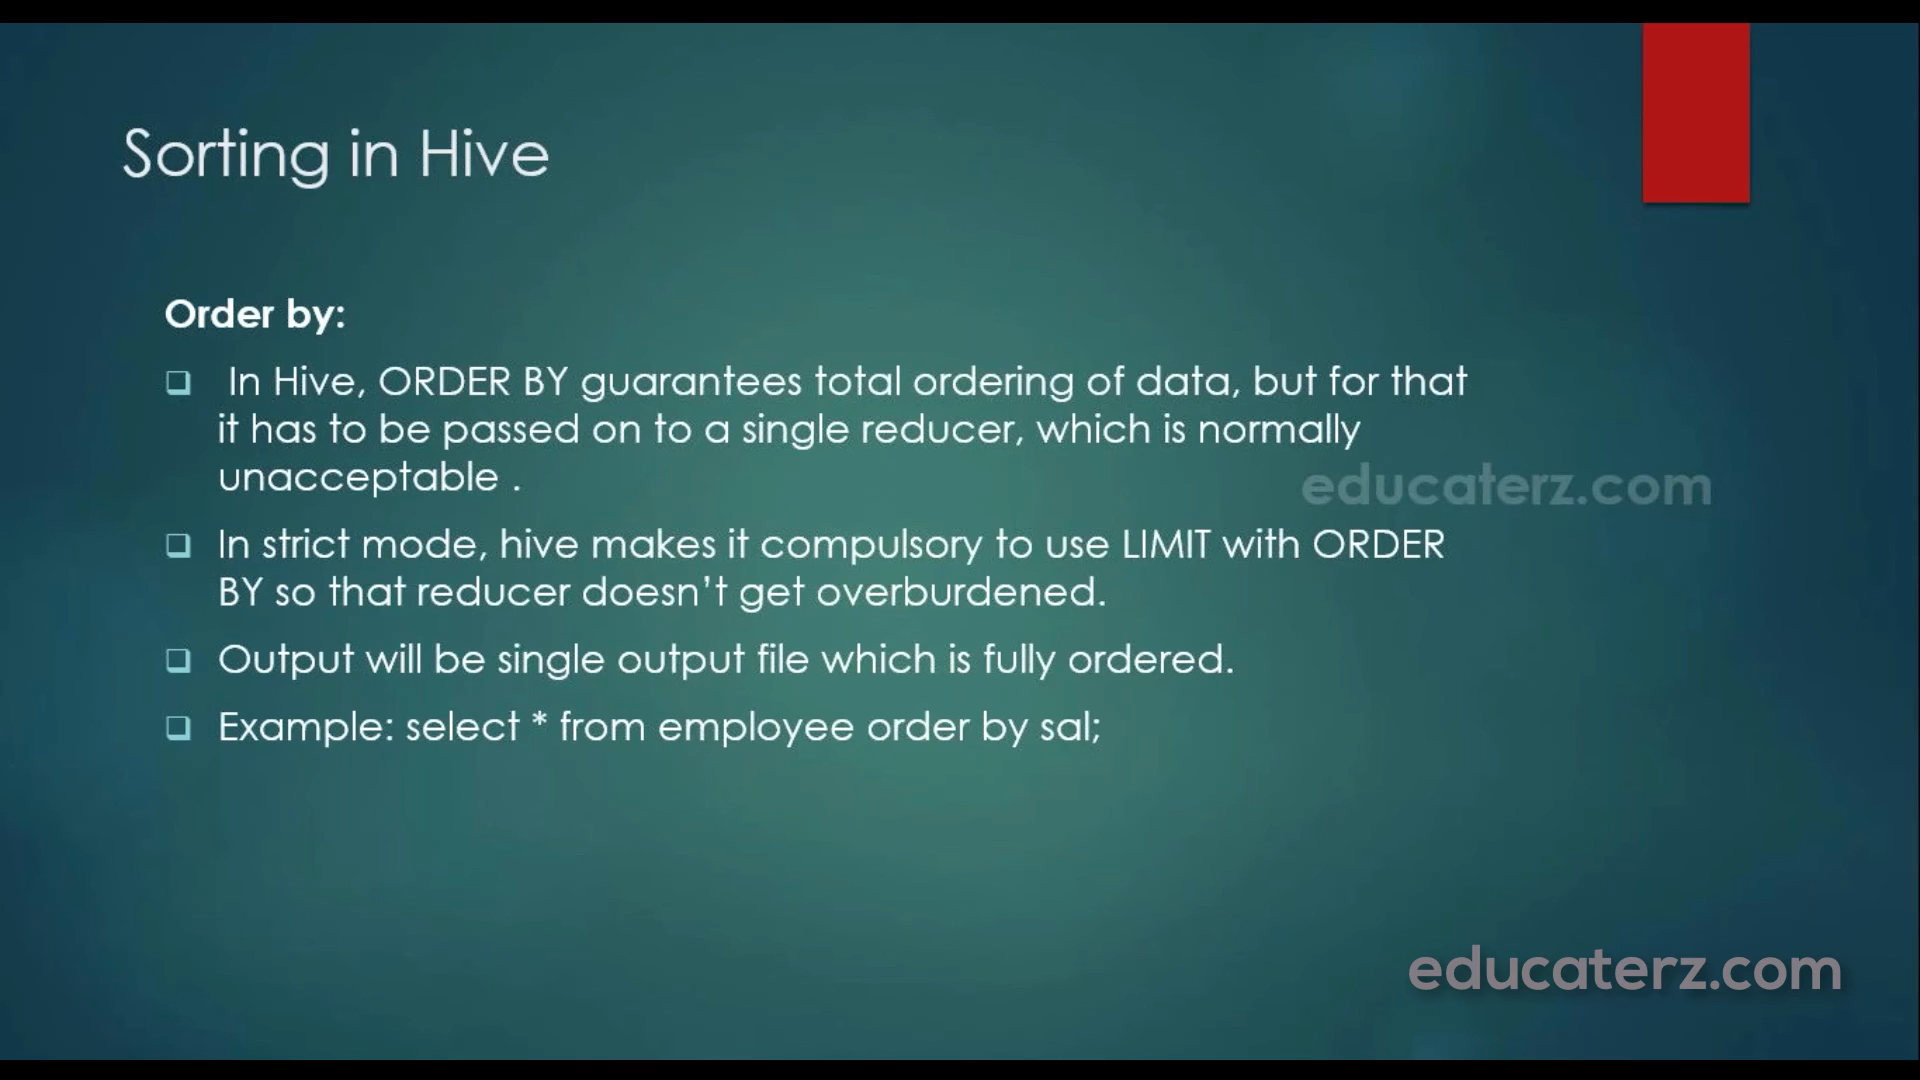 Sorting in Hive
Order by:
In Hive, ORDER BY guarantees total ordering of data, but for that
it has to be passed on to a single reducer, which is normally
unacceptable .
educaterz.com
In strict mode, hive makes it compulsory to use LIMIT with ORDER
BY so that reducer doesn’t get overburdened.
Output will be single output file which is fully ordered.
Example: select * from employee order by sal;
educaterz.com